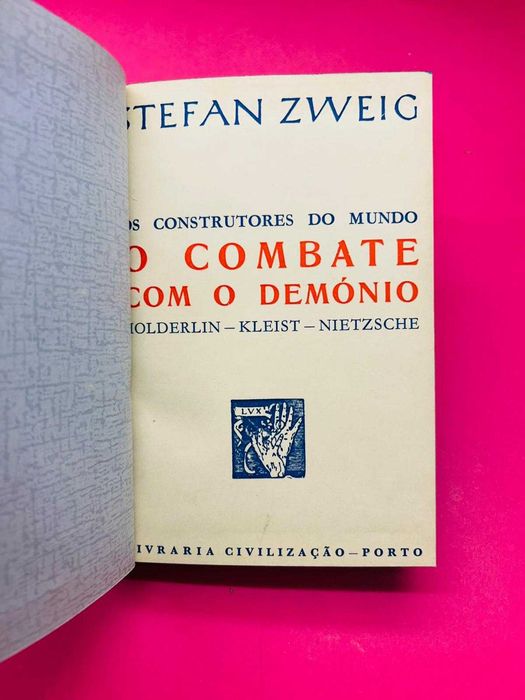 STEFAN ZWEIG
OS CONSTRUTORES DO MUNDO
O COMBATE
COM O DEMÓNIO
HOLDERLIN – KLEIST – NIETZSCHE
LVX
LIVRARIA CIVILIZAÇÃO – PORTO